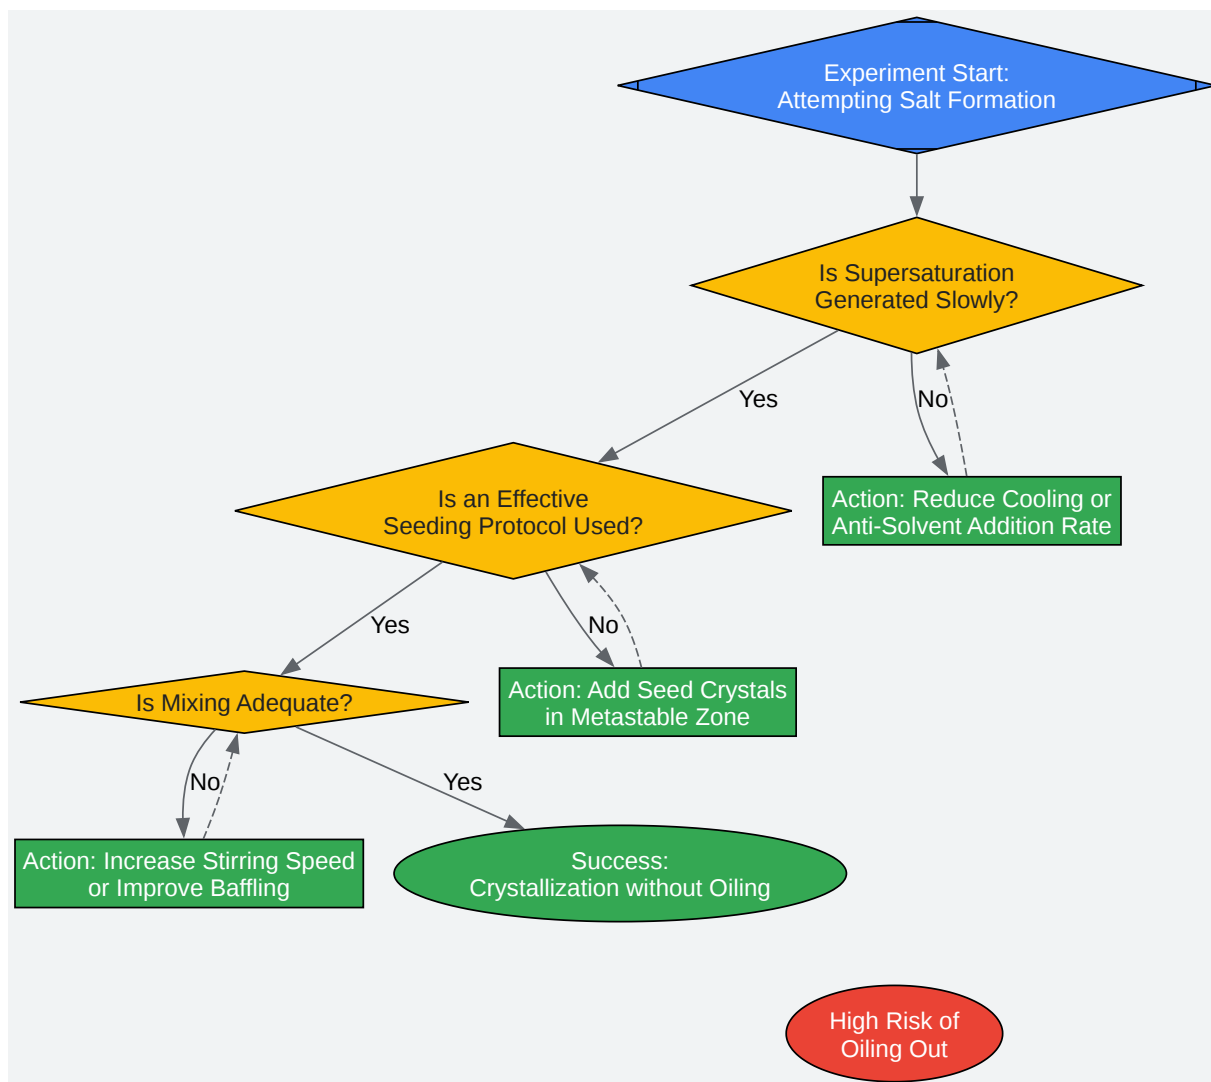 Experiment Start:
Attempting Salt Formation
Is Supersaturation
Generated Slowly?
Yes
No
Is an Effective
Seeding Protocol Used?
Action: Reduce Cooling or
Anti-Solvent Addition Rate
Yes
No
Is Mixing Adequate?
Action: Add Seed Crystals
in Metastable Zone
No
Yes
Action: Increase Stirring Speed
or Improve Baffling
Success:
Crystallization without Oiling
High Risk of
Oiling Out